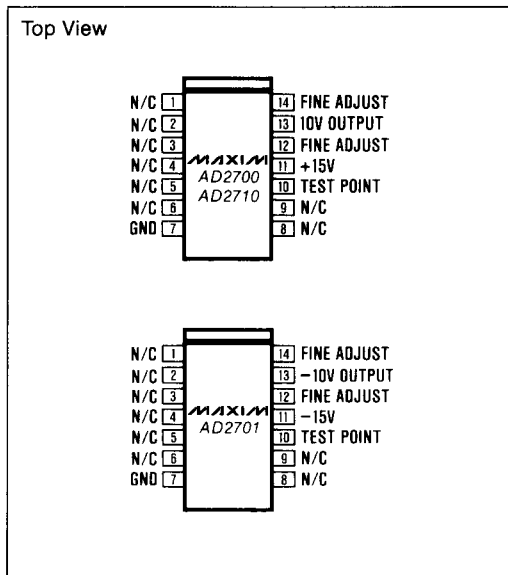 Top View
N/C 1 14 FINE ADJUST
N/C 2 13 10V OUTPUT
N/C 3 12 FINE ADJUST
N/C 4 MAXIM 11 +15V
N/C 5 AD2700 10 TEST POINT
N/C 6 AD2710 9 N/C
GND 7 8 N/C
N/C 1 14 FINE ADJUST
N/C 2 13 −10V OUTPUT
N/C 3 12 FINE ADJUST
N/C 4 MAXIM 11 −15V
N/C 5 AD2701 10 TEST POINT
N/C 6 9 N/C
GND 7 8 N/C